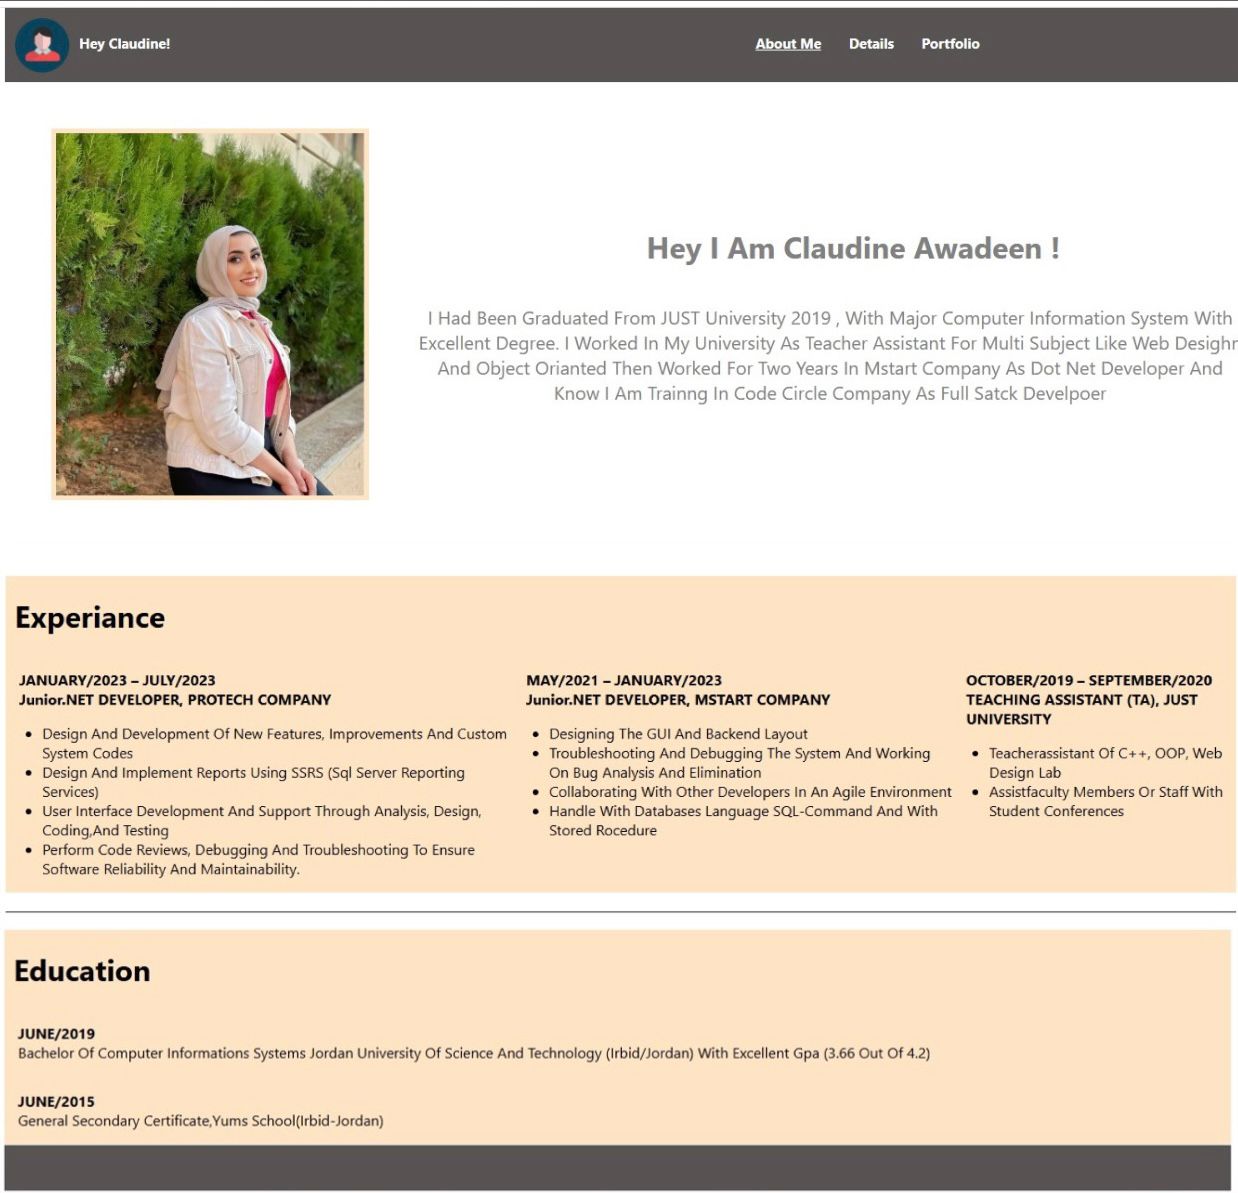 Hey Claudine!
About Me Details Portfolio
Hey I Am Claudine Awadeen !
I Had Been Graduated From JUST University 2019 , With Major Computer Information System With
Excellent Degree. I Worked In My University As Teacher Assistant For Multi Subject Like Web Desighn
And Object Orianted Then Worked For Two Years In Mstart Company As Dot Net Developer And
Know I Am Trainng In Code Circle Company As Full Satck Develpoer
Experiance
JANUARY/2023 – JULY/2023
Junior.NET DEVELOPER, PROTECH COMPANY
• Design And Development Of New Features, Improvements And Custom
System Codes
• Design And Implement Reports Using SSRS (Sql Server Reporting
Services)
• User Interface Development And Support Through Analysis, Design,
Coding,And Testing
• Perform Code Reviews, Debugging And Troubleshooting To Ensure
Software Reliability And Maintainability.
MAY/2021 – JANUARY/2023
Junior.NET DEVELOPER, MSTART COMPANY
• Designing The GUI And Backend Layout
• Troubleshooting And Debugging The System And Working
On Bug Analysis And Elimination
• Collaborating With Other Developers In An Agile Environment
• Handle With Databases Language SQL-Command And With
Stored Rocedure
OCTOBER/2019 – SEPTEMBER/2020
TEACHING ASSISTANT (TA), JUST
UNIVERSITY
• Teacherassistant Of C++, OOP, Web
Design Lab
• Assistfaculty Members Or Staff With
Student Conferences
Education
JUNE/2019
Bachelor Of Computer Informations Systems Jordan University Of Science And Technology (Irbid/Jordan) With Excellent Gpa (3.66 Out Of 4.2)
JUNE/2015
General Secondary Certificate,Yums School(Irbid-Jordan)